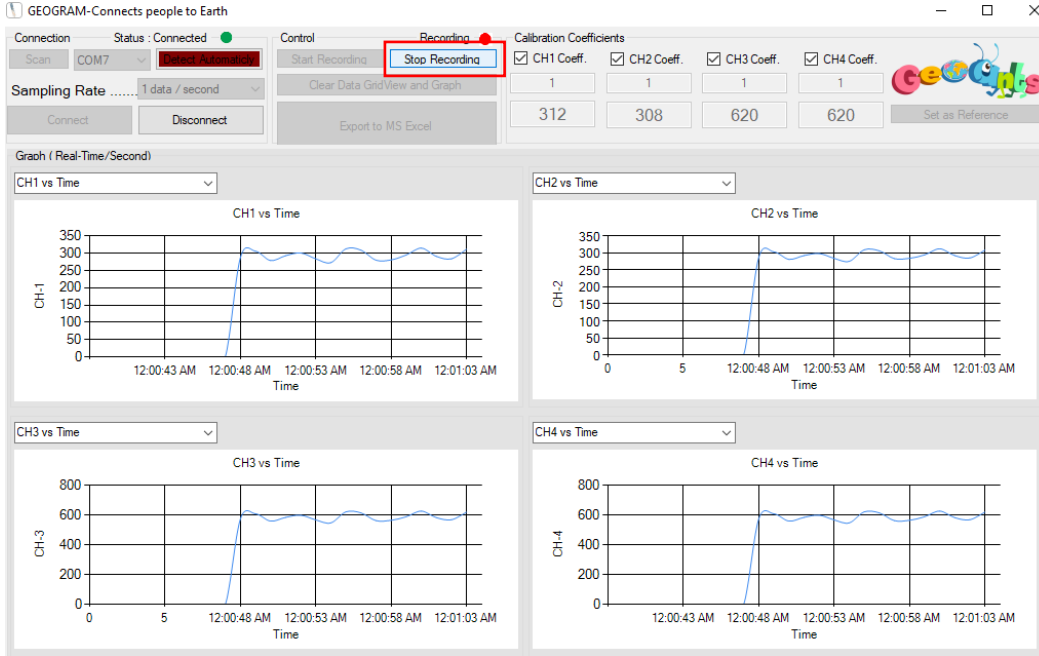 GEOGRAM-Connects people to Earth
Connection Status : Connected
Control Recording
Calibration Coefficients
Scan COM7 Detect Automaticly
Start Recording Stop Recording
CH1 Coeff. CH2 Coeff. CH3 Coeff. CH4 Coeff.
Sampling Rate ...... 1 data / second
Clear Data GridView and Graph
1 1 1 1
GeoCants
Connect Disconnect
Export to MS Excel
312 308 620 620
Set as Reference
Graph ( Real-Time/Second)
CH1 vs Time
CH1 vs Time
350
300
250
200
150
100
50
0
CH-1
12:00:43 AM 12:00:48 AM 12:00:53 AM 12:00:58 AM 12:01:03 AM
Time
CH2 vs Time
CH2 vs Time
350
300
250
200
150
100
50
0
CH-2
0 5 12:00:48 AM 12:00:53 AM 12:00:58 AM 12:01:03 AM
Time
CH3 vs Time
CH3 vs Time
800
600
400
200
0
CH-3
0 5 12:00:48 AM 12:00:53 AM 12:00:58 AM 12:01:03 AM
Time
CH4 vs Time
CH4 vs Time
800
600
400
200
0
CH-4
12:00:43 AM 12:00:48 AM 12:00:53 AM 12:00:58 AM 12:01:03 AM
Time